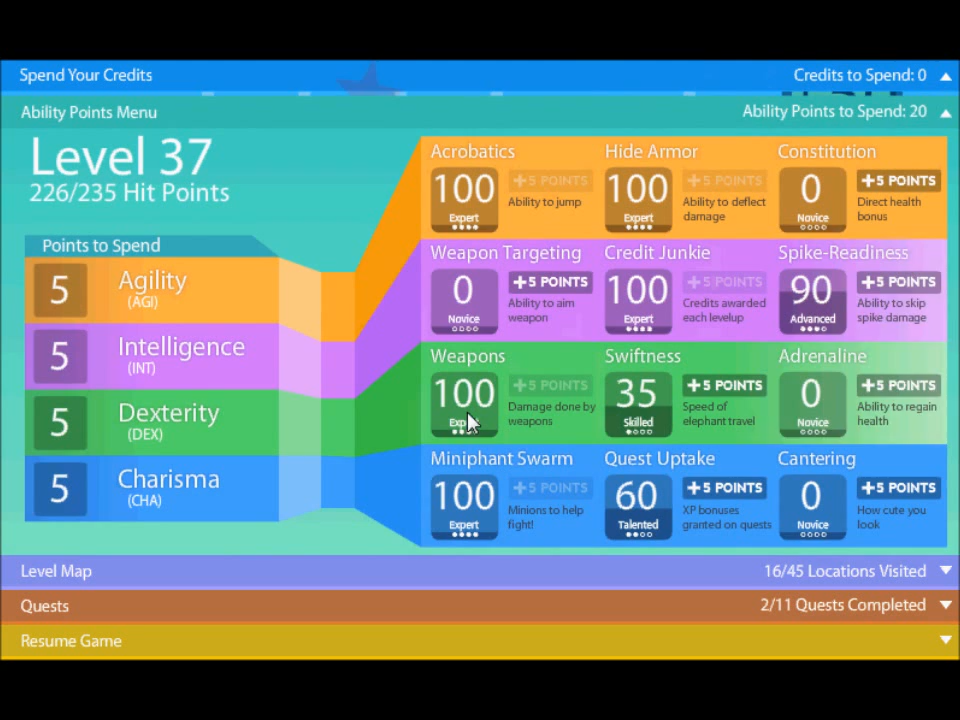 Spend Your Credits
Credits to Spend: 0
Ability Points Menu
Ability Points to Spend: 20
Level 37
226/235 Hit Points
Points to Spend
5
Agility
(AGI)
5
Intelligence
(INT)
5
Dexterity
(DEX)
5
Charisma
(CHA)
Acrobatics
100
Expert
+5 POINTS
Ability to jump
Hide Armor
100
Expert
+5 POINTS
Ability to deflect
damage
Constitution
0
Novice
+5 POINTS
Direct health
bonus
Weapon Targeting
0
Novice
+5 POINTS
Ability to aim
weapon
Credit Junkie
100
Expert
+5 POINTS
Credits awarded
each levelup
Spike-Readiness
90
Advanced
+5 POINTS
Ability to skip
spike damage
Weapons
100
+5 POINTS
Damage done by
weapons
Swiftness
35
Skilled
+5 POINTS
Speed of
elephant travel
Adrenaline
0
Novice
+5 POINTS
Ability to regain
health
Miniphant Swarm
100
Expert
+5 POINTS
Minions to help
fight!
Quest Uptake
60
Talented
+5 POINTS
XP bonuses
granted on quests
Cantering
0
Novice
+5 POINTS
How cute you
look
Level Map
16/45 Locations Visited
Quests
2/11 Quests Completed
Resume Game